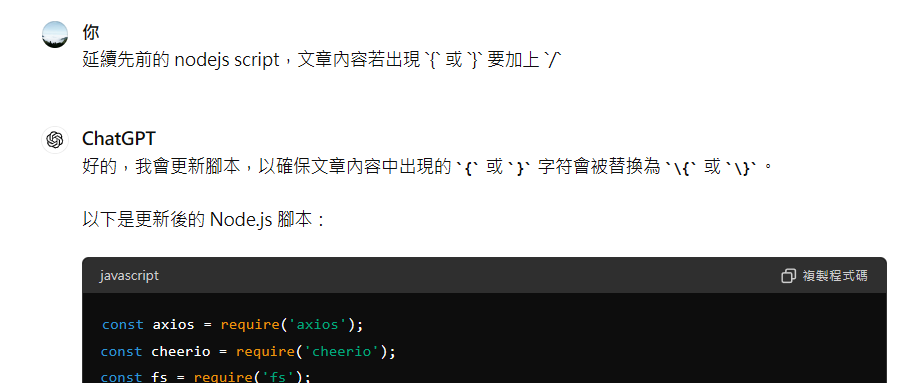 你
延續先前的 nodejs script，文章內容若出現 `{` 或 `}` 要加上 `/`
ChatGPT
好的，我會更新腳本，以確保文章內容中出現的 `{` 或 `}` 字符會被替換為 `\{` 或 `\}` 。
以下是更新後的 Node.js 腳本：
javascript 複製程式碼
const axios = require('axios');
const cheerio = require('cheerio');
const fs = require('fs');